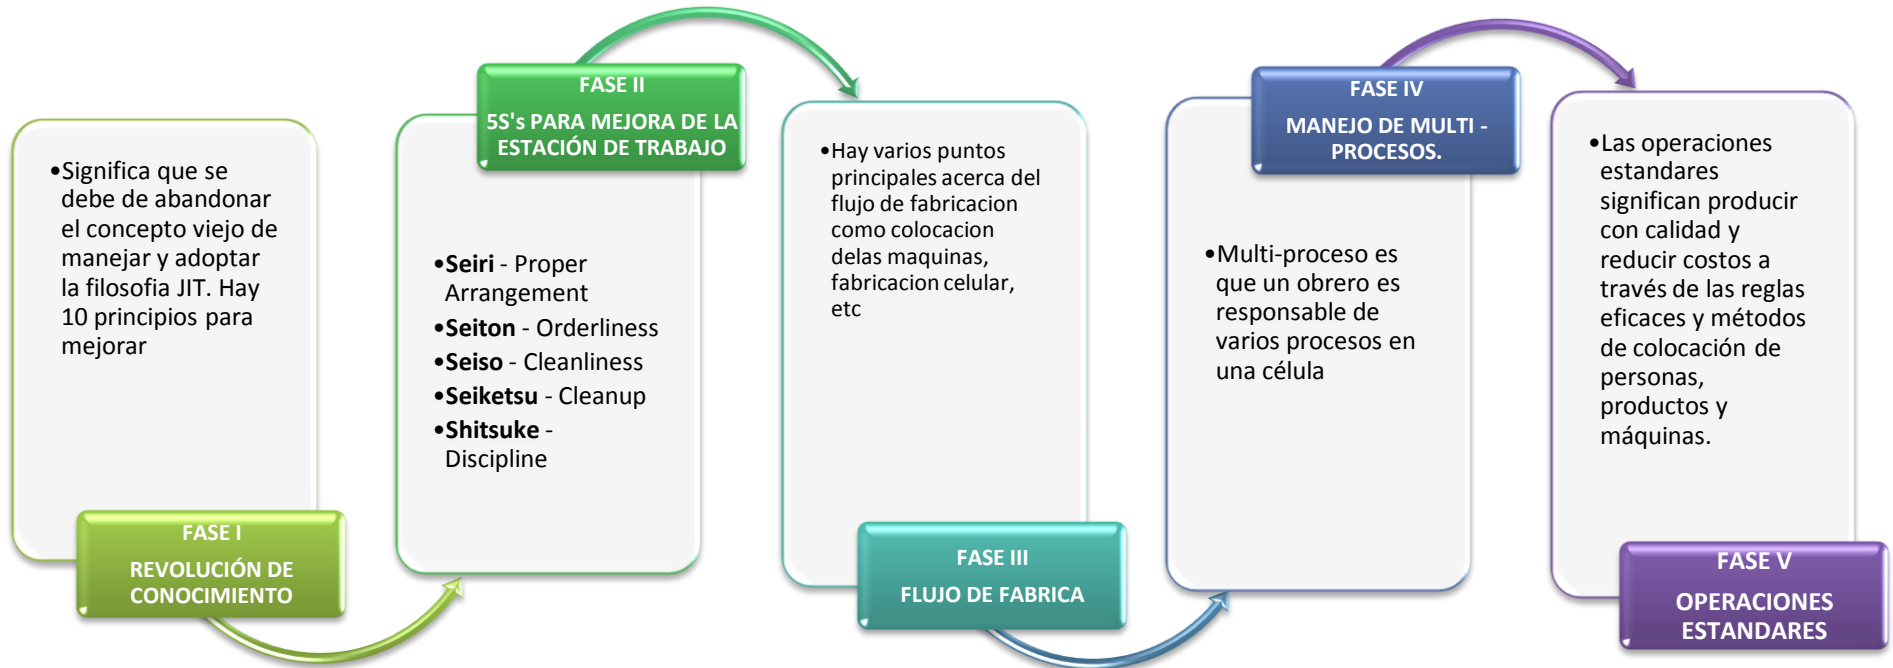 •Significa que se
debe de abandonar
el concepto viejo de
manejar y adoptar
la filosofia JIT. Hay
10 principios para
mejorar
FASE I
REVOLUCIÓN DE
CONOCIMIENTO
FASE II
5S's PARA MEJORA DE LA
ESTACIÓN DE TRABAJO
•Seiri - Proper
Arrangement
•Seiton - Orderliness
•Seiso - Cleanliness
•Seiketsu - Cleanup
•Shitsuke -
Discipline
•Hay varios puntos
principales acerca del
flujo de fabricacion
como colocacion
delas maquinas,
fabricacion celular,
etc
FASE III
FLUJO DE FABRICA
FASE IV
MANEJO DE MULTI -
PROCESOS.
•Multi-proceso es
que un obrero es
responsable de
varios procesos en
una célula
•Las operaciones
estandares
significan producir
con calidad y
reducir costos a
través de las reglas
eficaces y métodos
de colocación de
personas,
productos y
máquinas.
FASE V
OPERACIONES
ESTANDARES